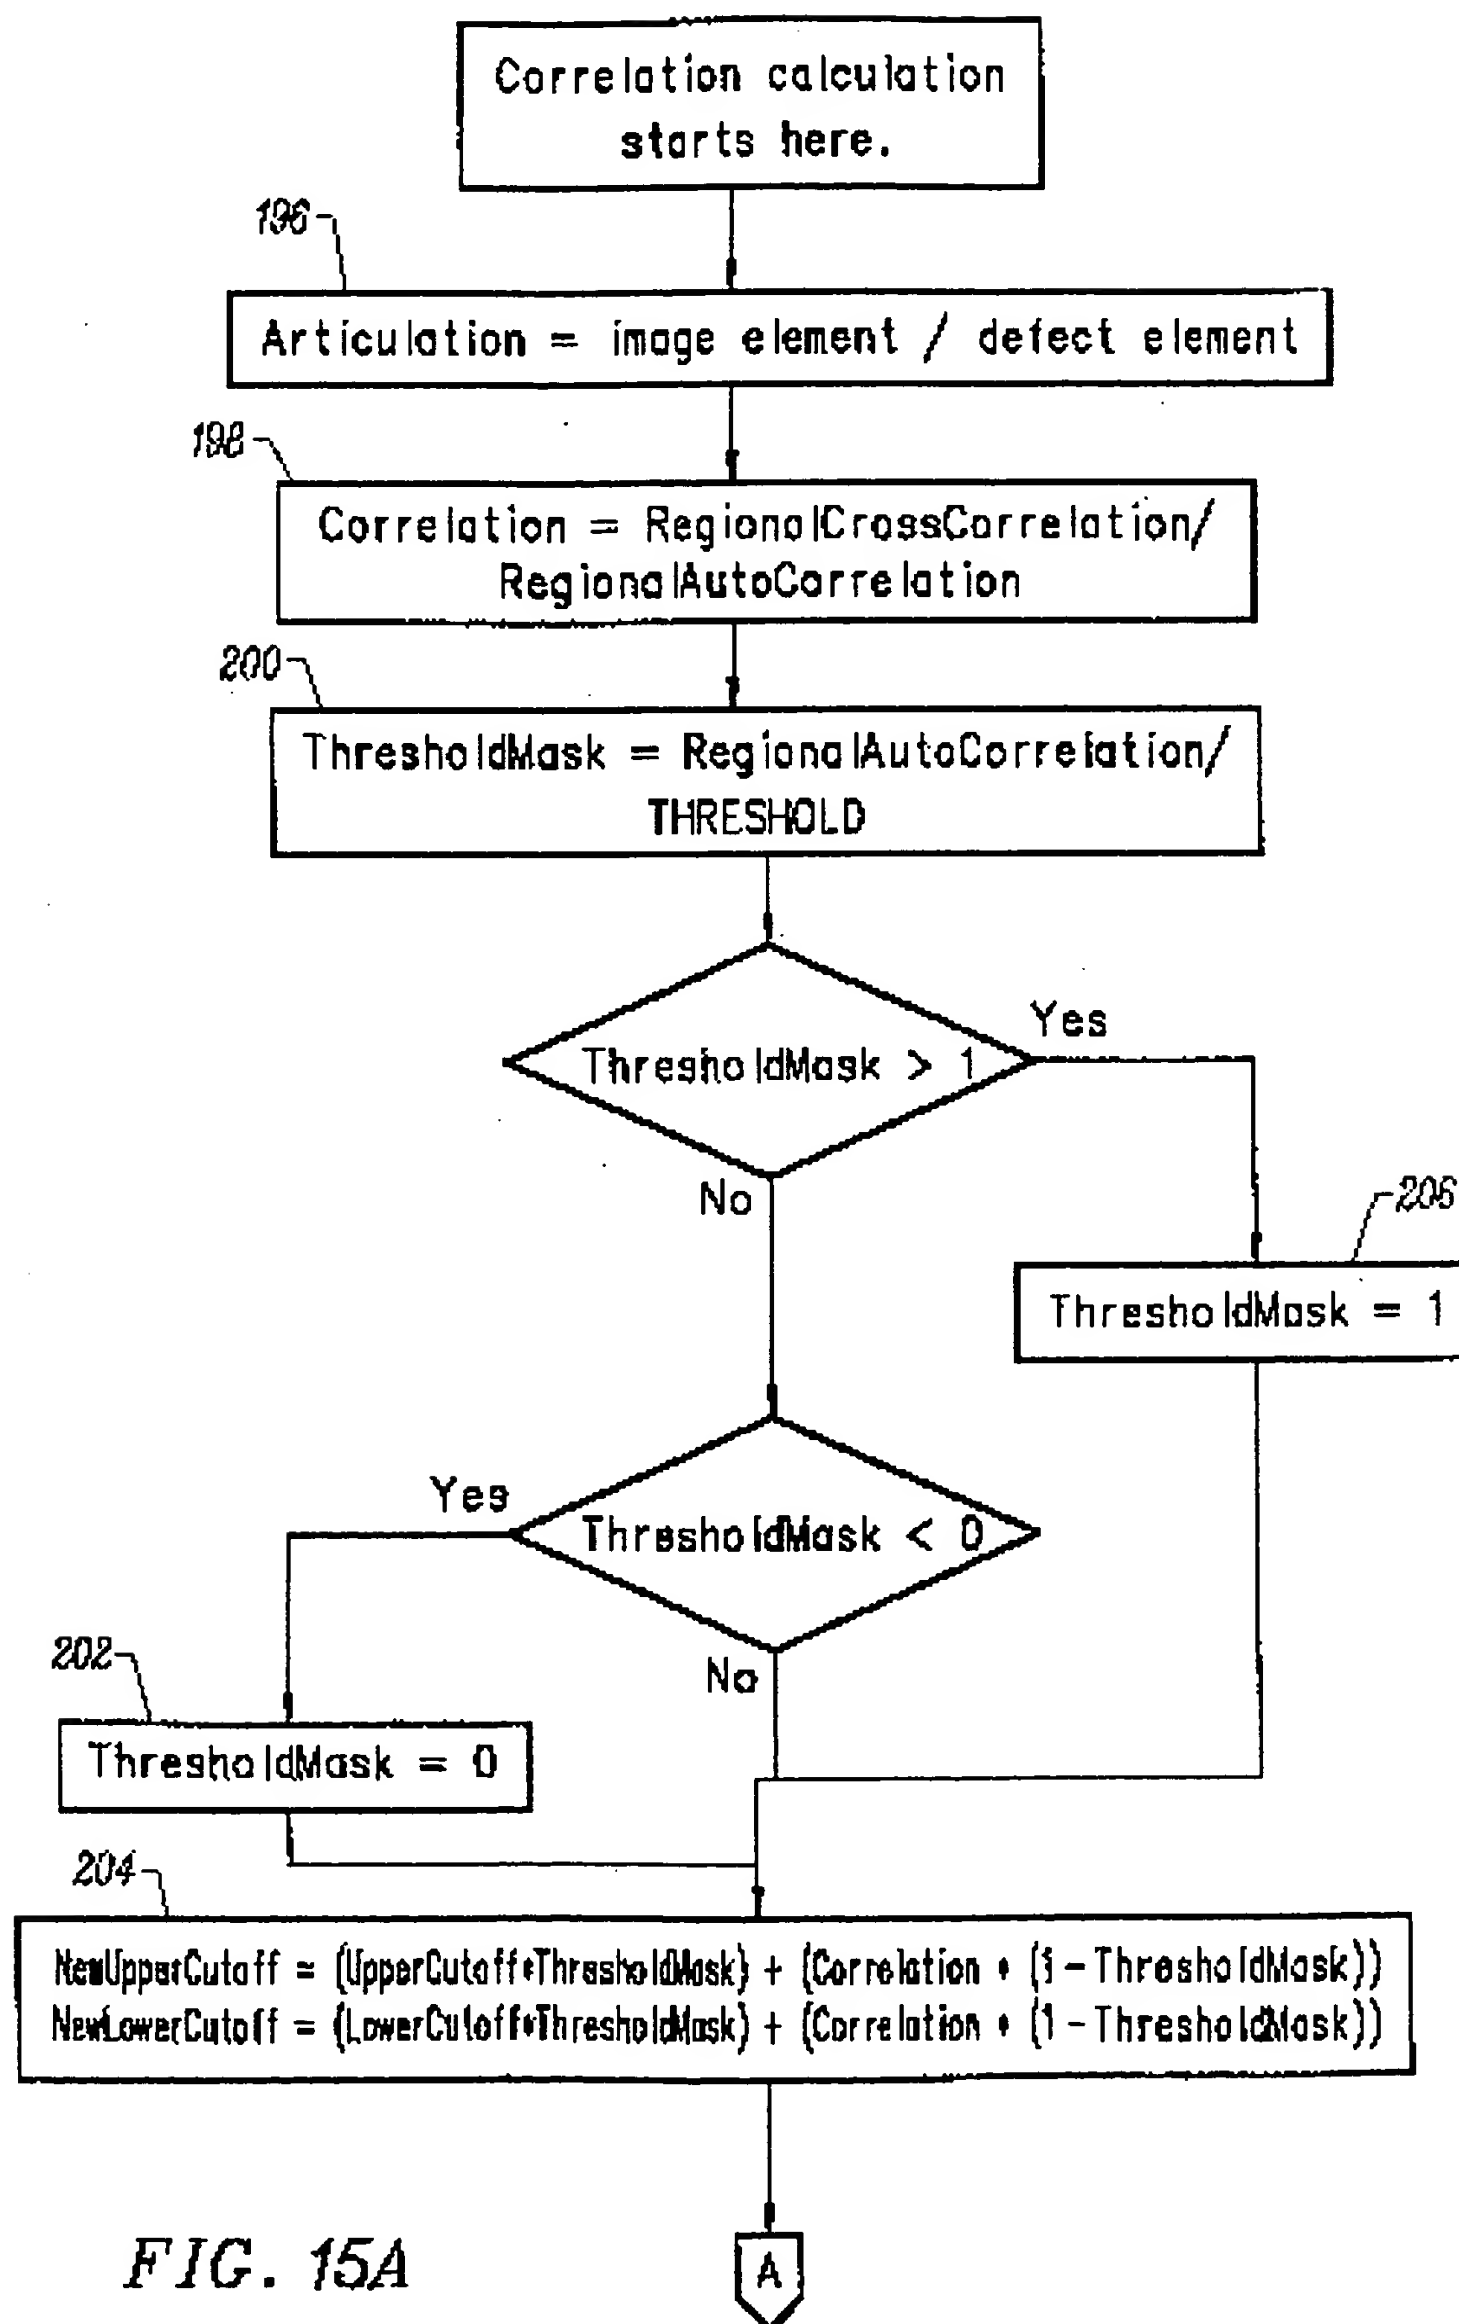 Correlation calculation
starts here.
196
Articulation = image element / defect element
198
Correlation = RegionalCrossCorrelation/
RegionalAutoCorrelation
200
ThresholdMask = RegionalAutoCorrelation/
THRESHOLD
ThresholdMask > 1
Yes
No
206
ThresholdMask = 1
Yes
ThresholdMask < 0
No
202
ThresholdMask = 0
204
NewUpperCutoff = (UpperCutoff*ThresholdMask) + (Correlation * (1-ThresholdMask))
NewLowerCutoff = (LowerCutoff*ThresholdMask) + (Correlation * (1-ThresholdMask))
A
FIG. 15A